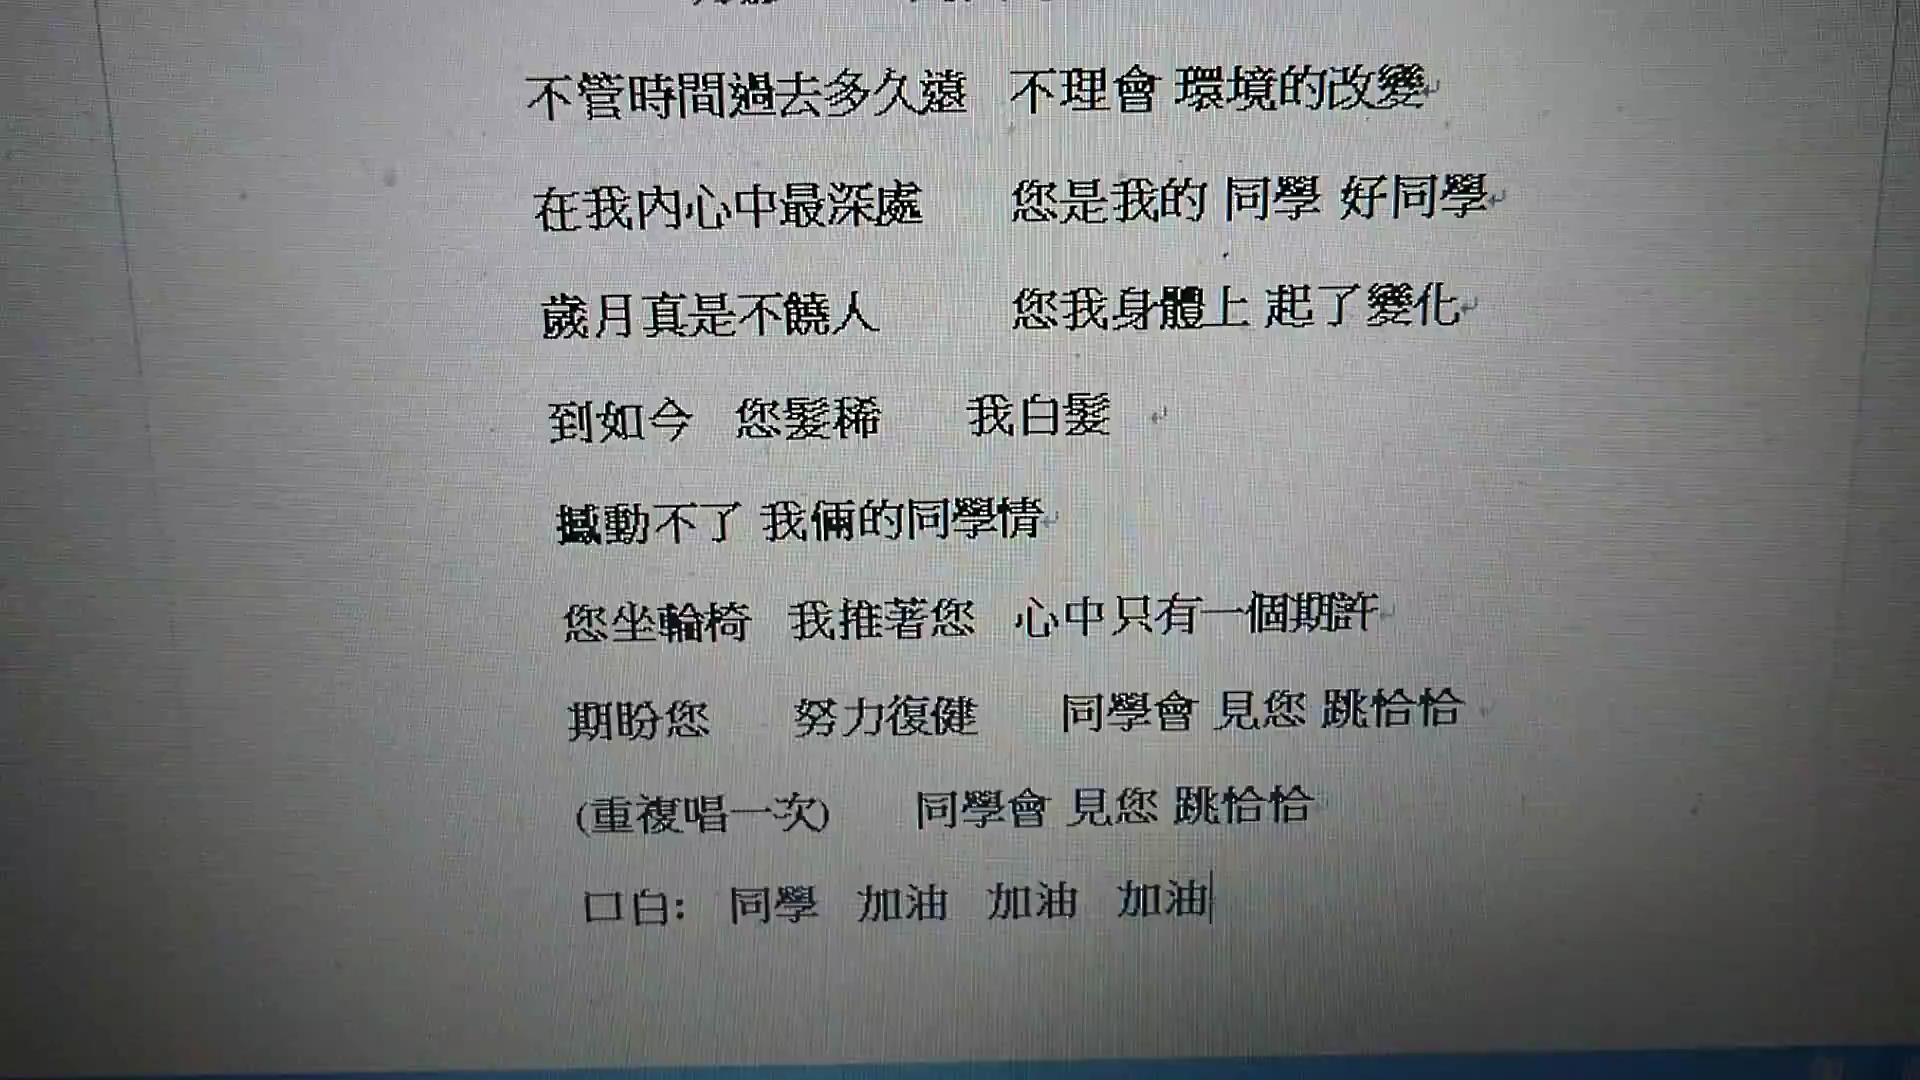 不管時間過去多久遠 不理會 環境的改變
在我內心中最深處 您是我的 同學 好同學
歲月真是不饒人 您我身體上 起了變化
到如今 您髮稀 我白髮
撼動不了 我倆的同學情
您坐輪椅 我推著您 心中只有一個期許
期盼您 努力復健 同學會 見您 跳恰恰
(重複唱一次) 同學會 見您 跳恰恰
口白: 同學 加油 加油 加油